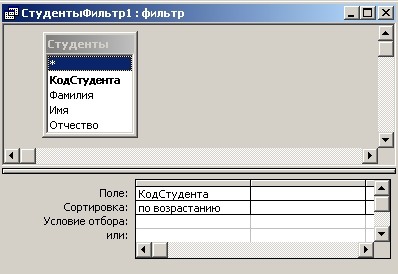 СтудентыФильтр1 : фильтр
Студенты
*
КодСтудента
Фамилия
Имя
Отчество
Поле: КодСтудента
Сортировка: по возрастанию
Условие отбора:
или: